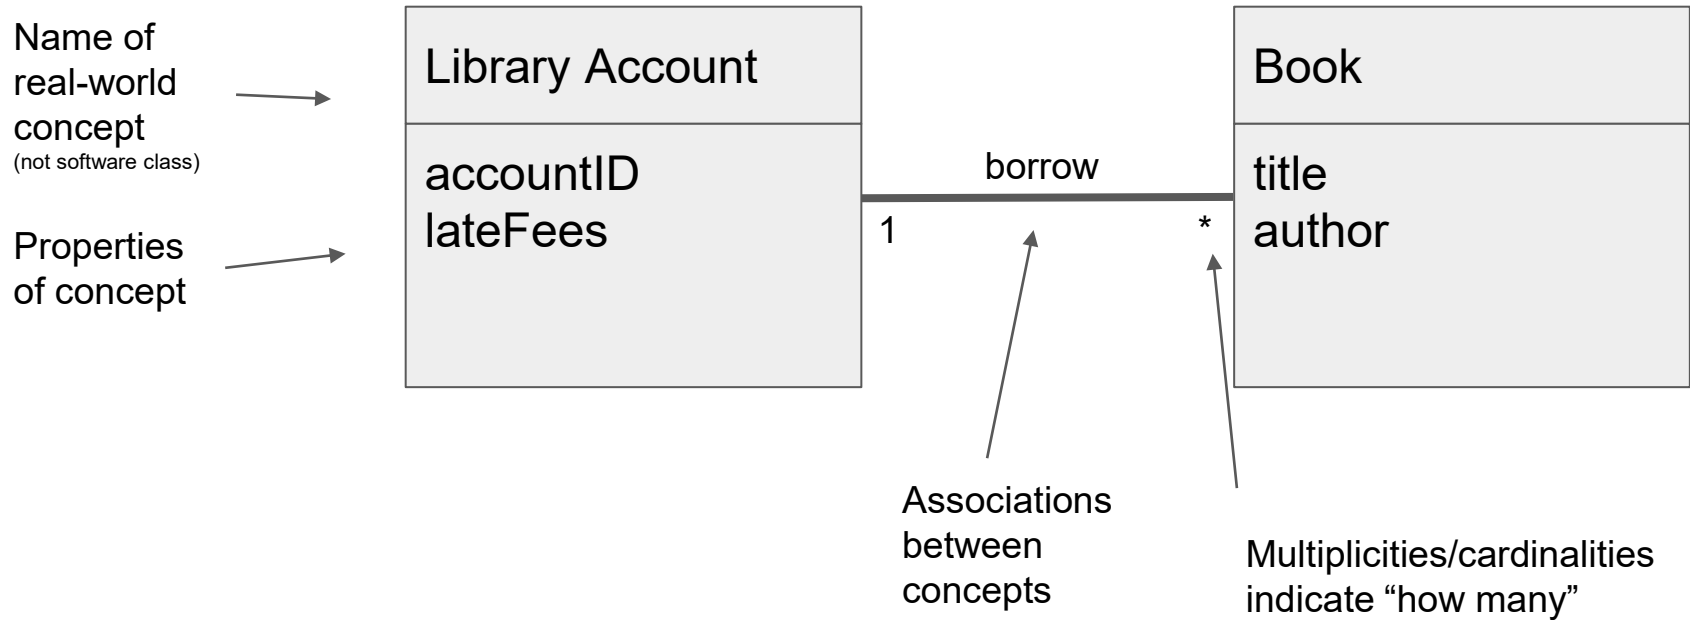 Name of
real-world
concept
(not software class)
Properties
of concept
Library Account
accountID
lateFees
borrow
1
*
Book
title
author
Associations
between
concepts
Multiplicities/cardinalities
indicate “how many”